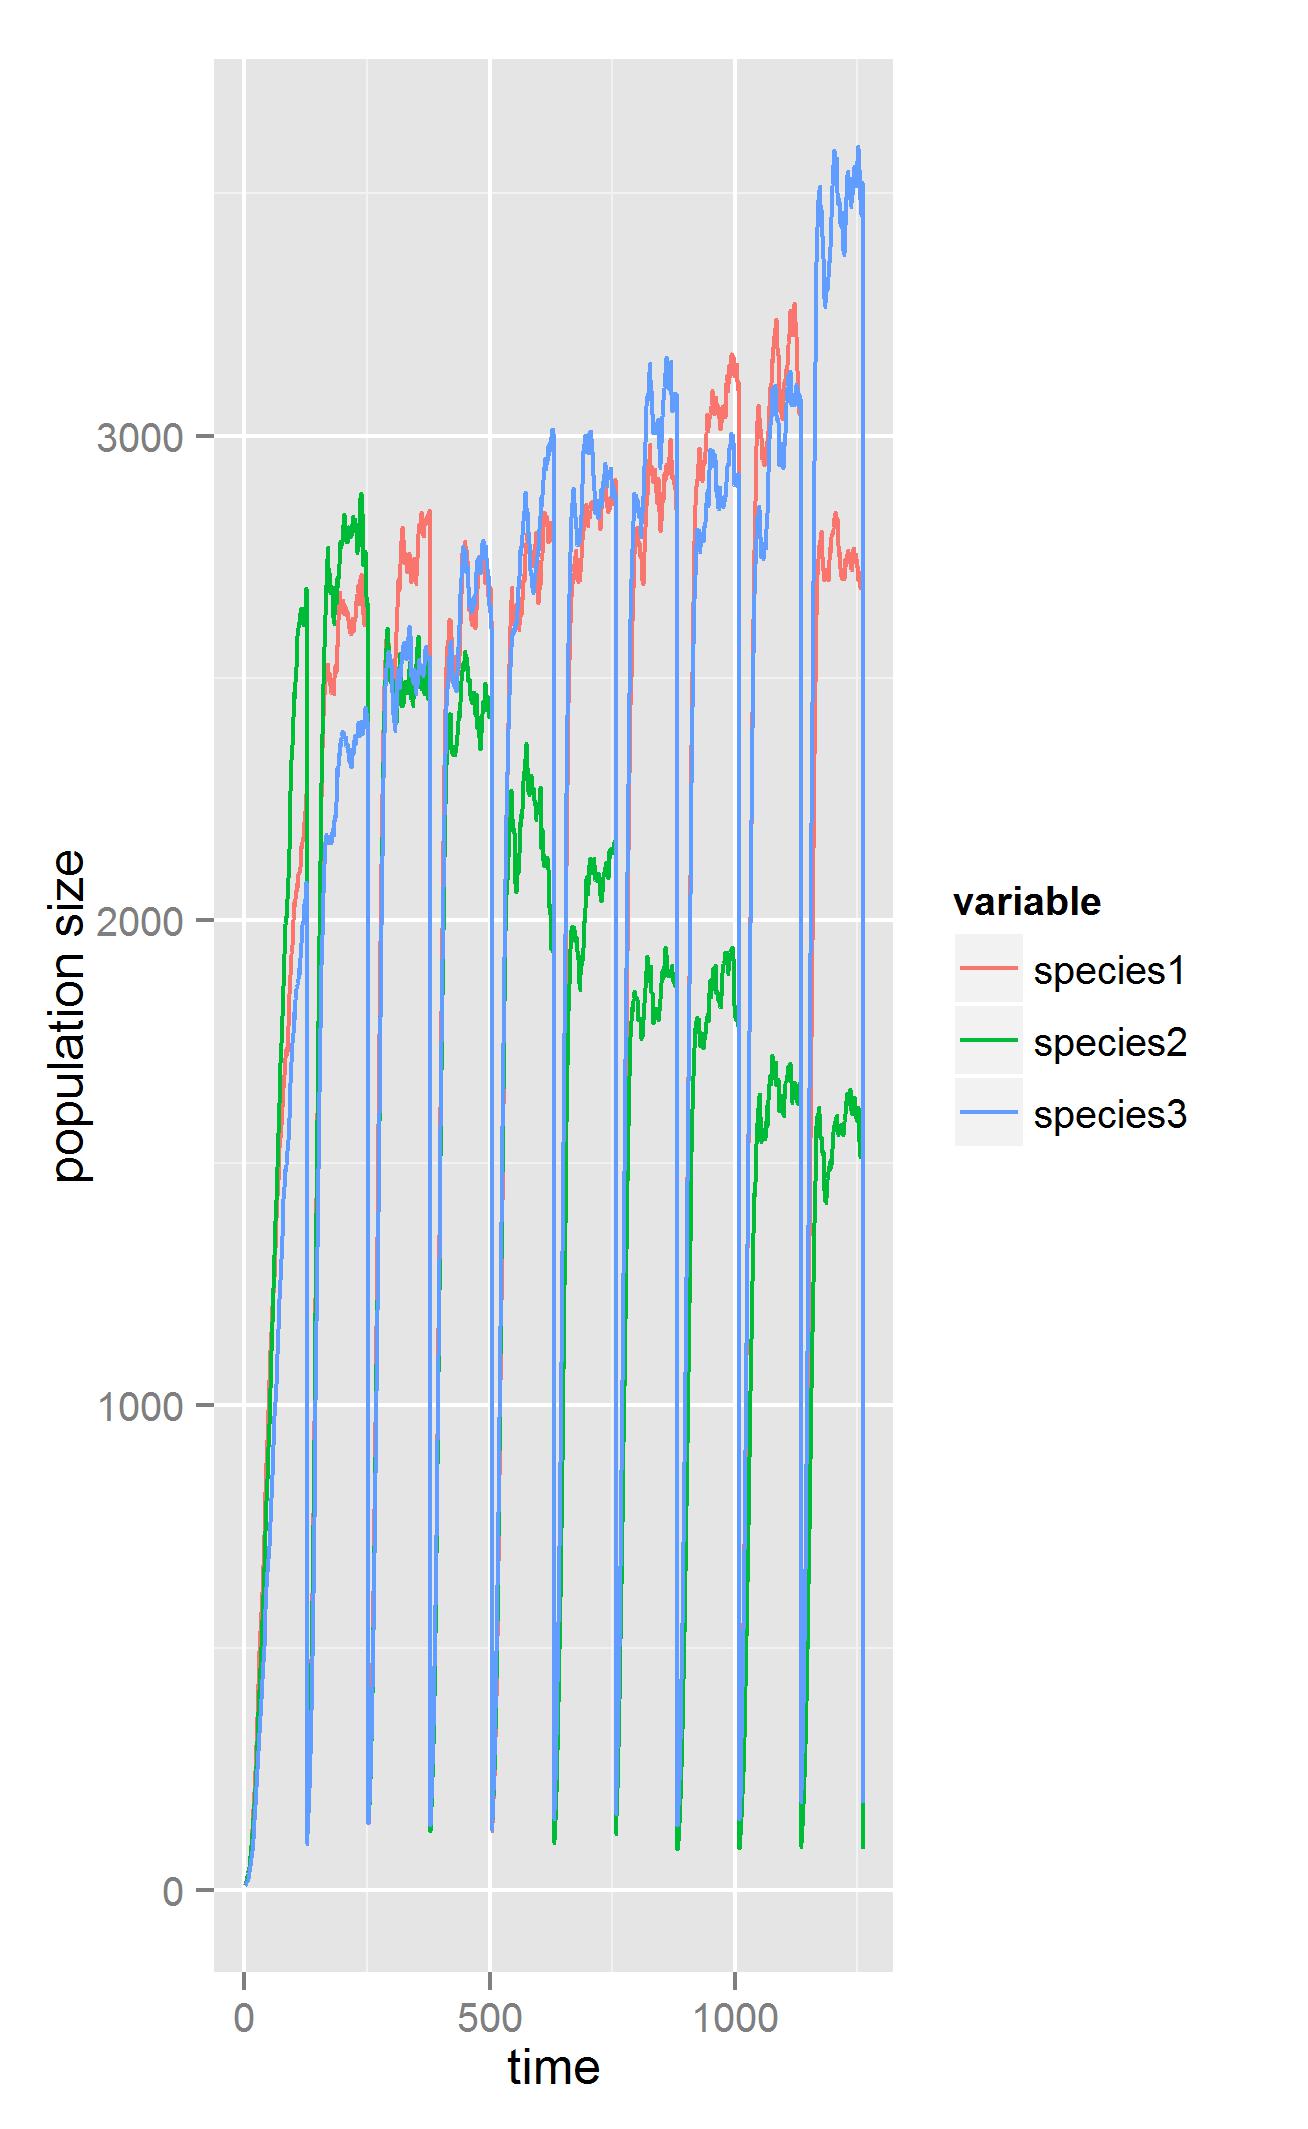 population size
3000
2000
1000
0
0 500 1000
time
variable
species1
species2
species3